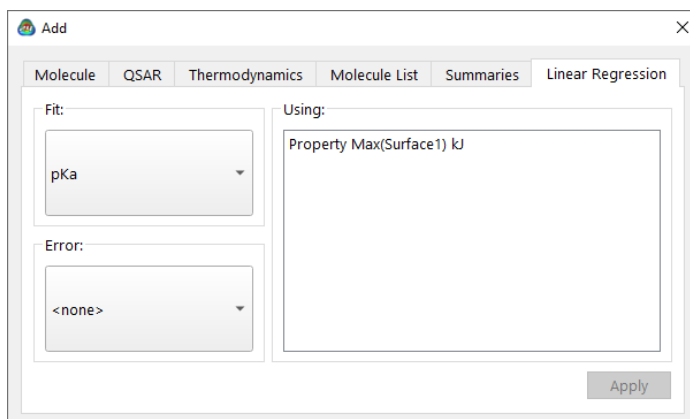 Add
Molecule QSAR Thermodynamics Molecule List Summaries Linear Regression
Fit:
pKa
Using:
Property Max(Surface1) kJ
Error:
<none>
Apply